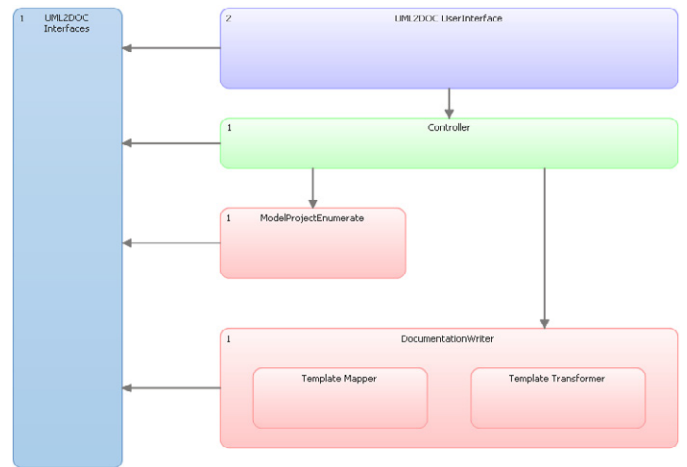 1 UML2DOC
Interfaces
2 UML2DOC UserInterface
1 Controller
1 ModelProjectEnumerate
1 DocumentationWriter
Template Mapper
Template Transformer